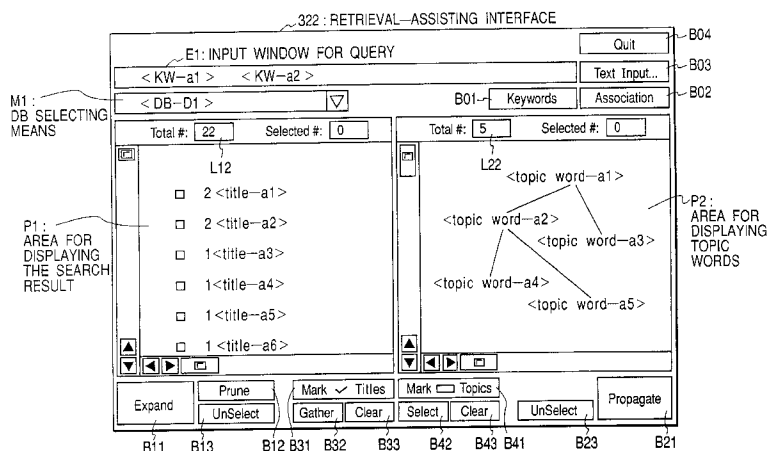 322 : RETRIEVAL—ASSISTING INTERFACE
E1: INPUT WINDOW FOR QUERY
Quit
B04
< KW—a1 > < KW—a2 >
Text Input...
B03
M1 :
DB SELECTING
MEANS
< DB—D1 >
B01
Keywords
Association
B02
Total #: 22 Selected #: 0
Total #: 5 Selected #: 0
L12
L22
2 <title—a1>
2 <title—a2>
1<title—a3>
1<title—a4>
1<title—a5>
1<title—a6>
<topic word—a1>
<topic word—a2>
<topic word—a3>
<topic word—a4>
<topic word—a5>
P1 :
AREA FOR
DISPLAYING
THE SEARCH
RESULT
P2 :
AREA FOR
DISPLAYING
TOPIC
WORDS
Expand
Prune
UnSelect
Mark ✓ Titles
Gather
Clear
Mark Topics
Select
Clear
UnSelect
Propagate
B11 B13 B12 B31 B32 B33 B42 B43 B41 B23 B21